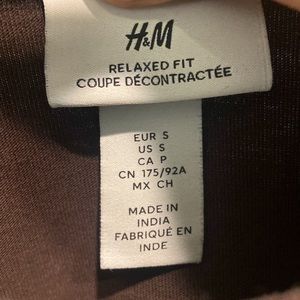 H&M
RELAXED FIT
COUPE DÉCONTRACTÉE
EUR S
US S
CA P
CN 175/92A
MX CH
MADE IN
INDIA
FABRIQUÉ EN
INDE